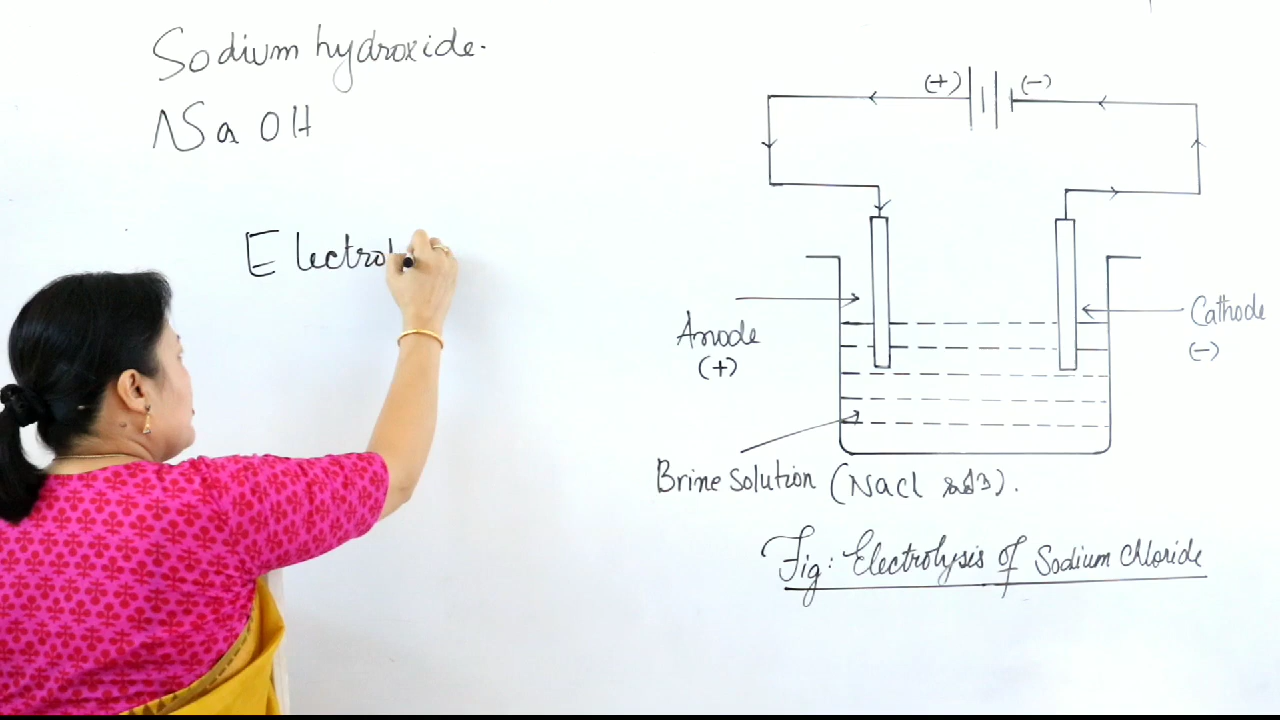 Sodium hydroxide.
NaOH
Electrol
(+) (-)
Anode
(+)
Cathode
(-)
Brine solution (NaCl
Fig: Electrolysis of Sodium Chloride